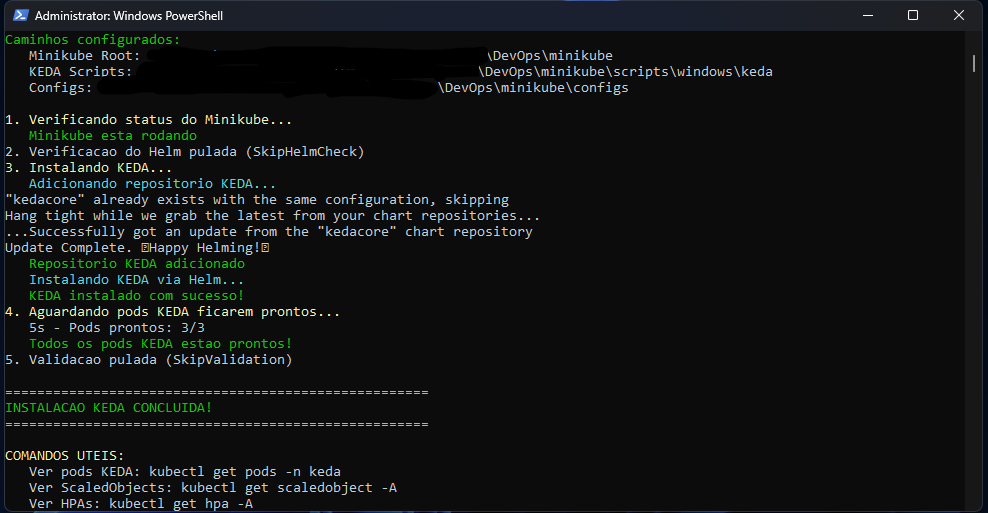 Administrator: Windows PowerShell
Caminhos configurados:
Minikube Root: \DevOps\minikube
KEDA Scripts: \DevOps\minikube\scripts\windows\keda
Configs: \DevOps\minikube\configs
1. Verificando status do Minikube...
Minikube esta rodando
2. Verificacao do Helm pulada (SkipHelmCheck)
3. Instalando KEDA...
Adicionando repositorio KEDA...
"kedacore" already exists with the same configuration, skipping
Hang tight while we grab the latest from your chart repositories...
...Successfully got an update from the "kedacore" chart repository
Update Complete. ⍰Happy Helming!⍰
Repositorio KEDA adicionado
Instalando KEDA via Helm...
KEDA instalado com sucesso!
4. Aguardando pods KEDA ficarem prontos...
5s - Pods prontos: 3/3
Todos os pods KEDA estao prontos!
5. Validacao pulada (SkipValidation)
=====================================================
INSTALACAO KEDA CONCLUIDA!
=====================================================
COMANDOS UTEIS:
Ver pods KEDA: kubectl get pods -n keda
Ver ScaledObjects: kubectl get scaledobject -A
Ver HPAs: kubectl get hpa -A